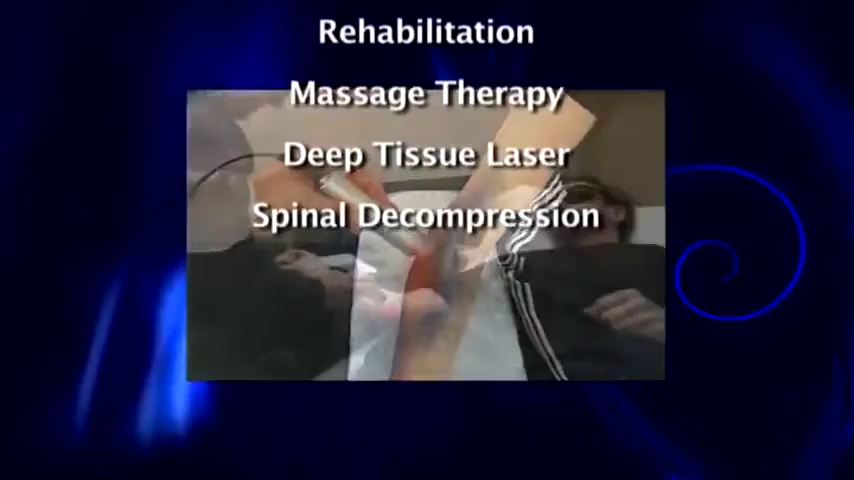 Rehabilitation
Massage Therapy
Deep Tissue Laser
Spinal Decompression